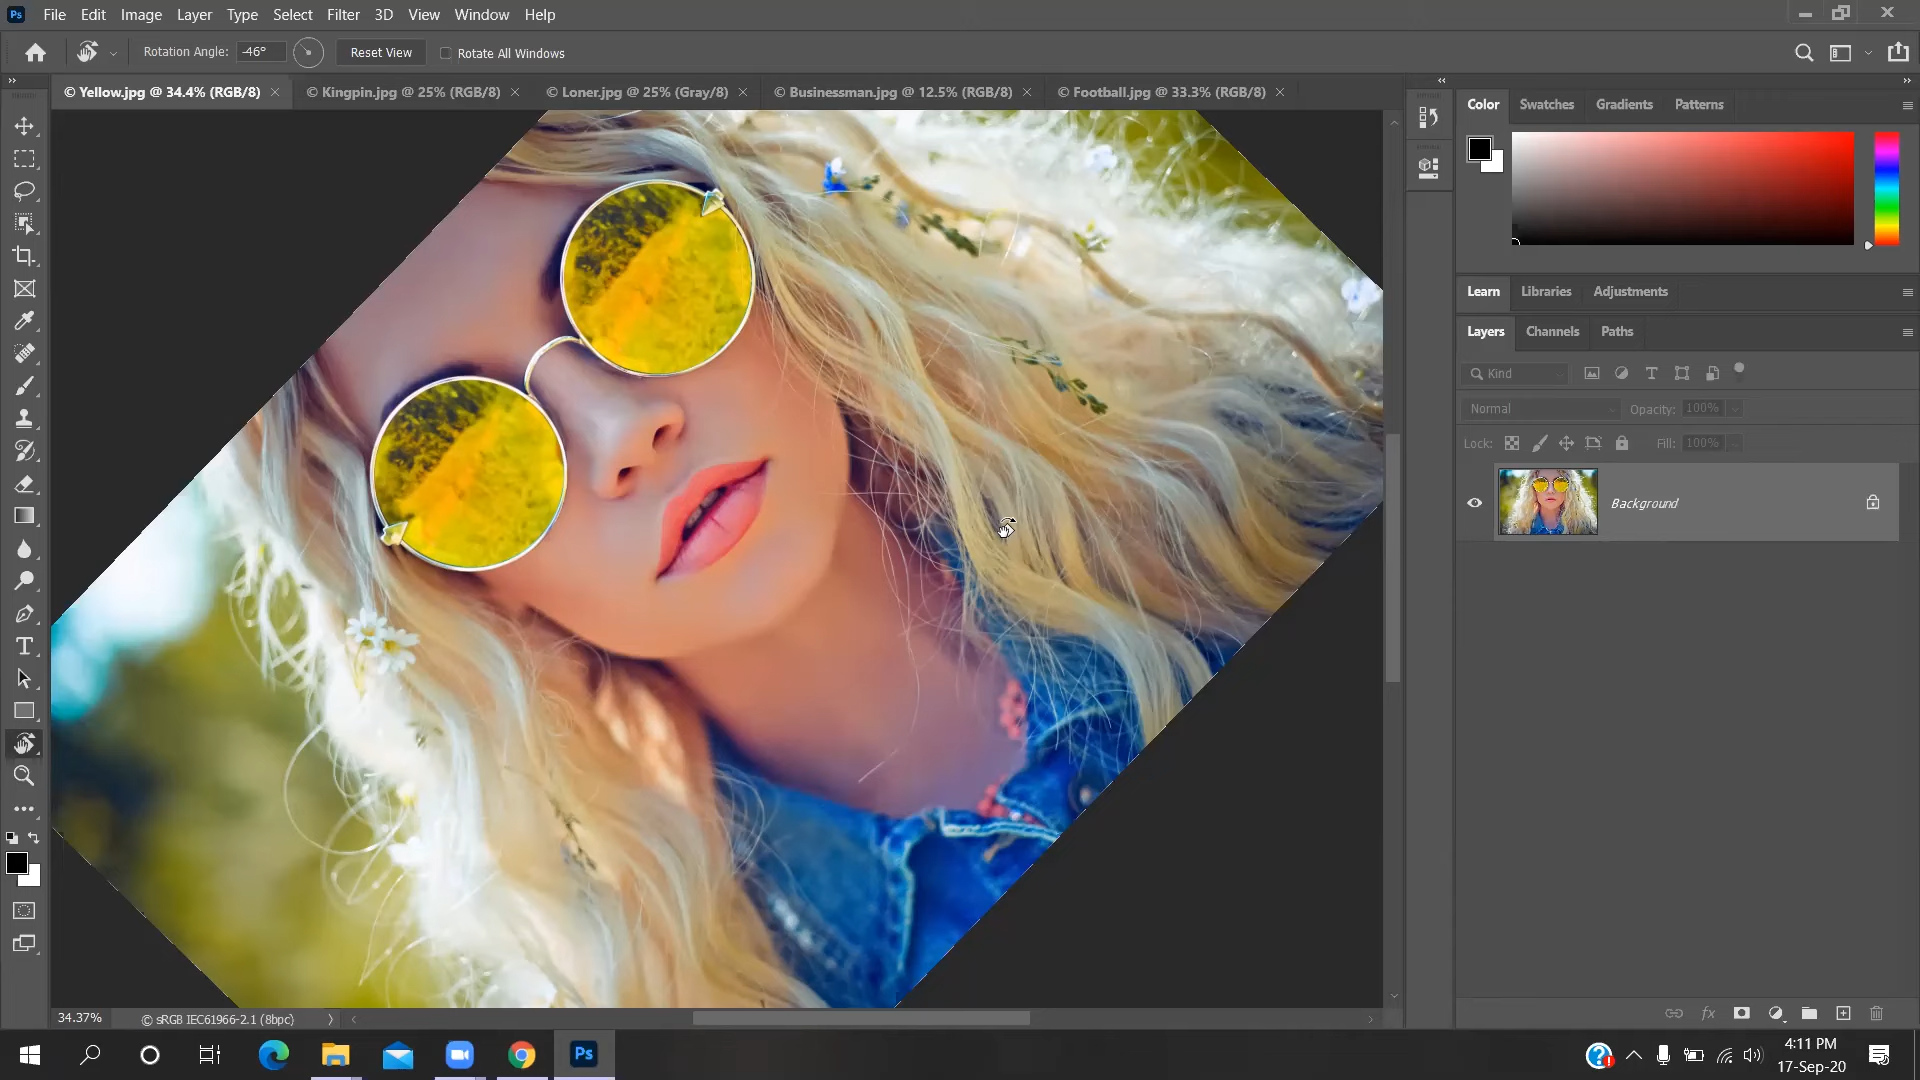 Ps File Edit Image Layer Type Select Filter 3D View Window Help
Rotation Angle: -46° Reset View Rotate All Windows
© Yellow.jpg @ 34.4% (RGB/8) © Kingpin.jpg @ 25% (RGB/8) © Loner.jpg @ 25% (Gray/8) © Businessman.jpg @ 12.5% (RGB/8) © Football.jpg @ 33.3% (RGB/8)
Color Swatches Gradients Patterns
Learn Libraries Adjustments
Layers Channels Paths
Kind
Normal Opacity: 100%
Lock: Fill: 100%
Background
34.37% © sRGB IEC61966-2.1 (8bpc)
Ps
4:11 PM
17-Sep-20